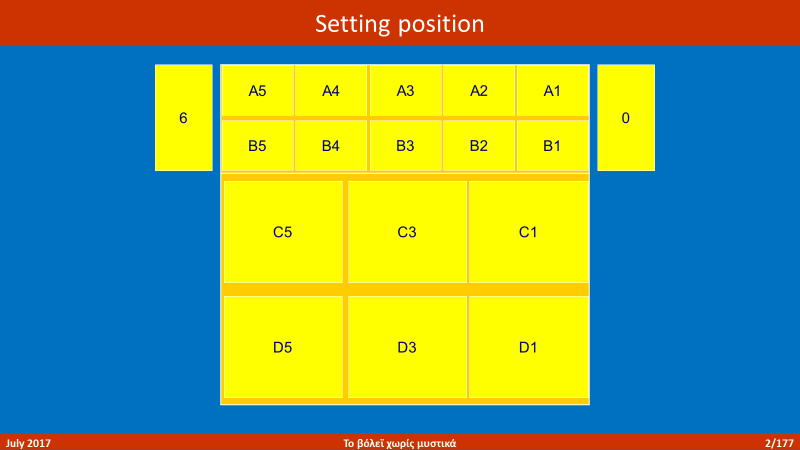 Setting position
6
A5 A4 A3 A2 A1
0
B5 B4 B3 B2 B1
C5 C3 C1
D5 D3 D1
July 2017
Το βόλεϊ χωρίς μυστικά
2/177